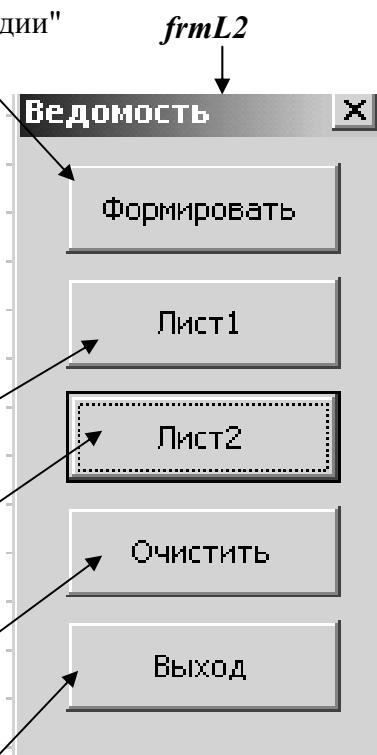 дии"
frmL2
Ведомость
Формировать
Лист1
Лист2
Очистить
Выход